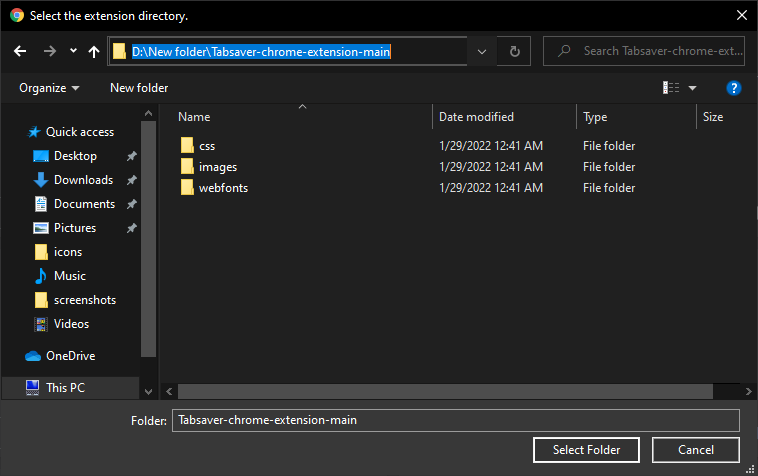 Select the extension directory.
D:\New folder\Tabsaver-chrome-extension-main
Search Tabsaver-chrome-ext...
Organize New folder
?
Name Date modified Type Size
Quick access
Desktop
Downloads
Documents
Pictures
icons
Music
screenshots
Videos
OneDrive
This PC
css 1/29/2022 12:41 AM File folder
images 1/29/2022 12:41 AM File folder
webfonts 1/29/2022 12:41 AM File folder
Folder: Tabsaver-chrome-extension-main
Select Folder Cancel